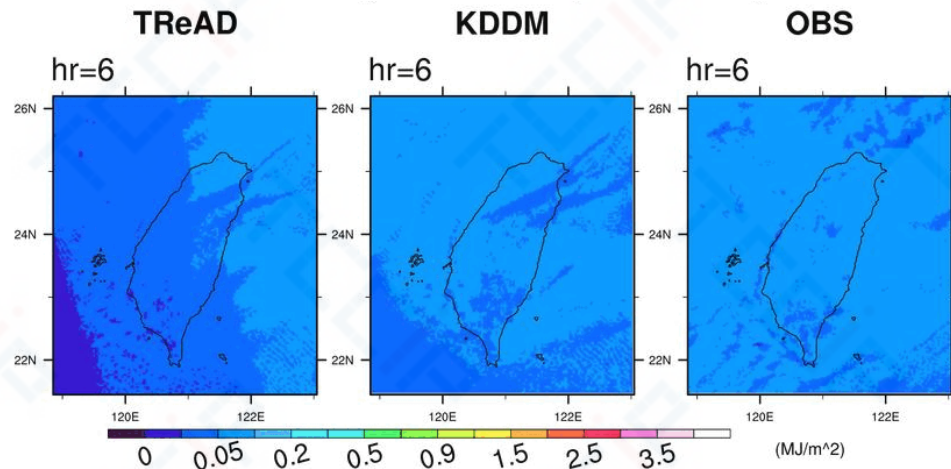 TReAD KDDM OBS
hr=6 hr=6 hr=6
26N 26N 26N
24N 24N 24N
22N 22N 22N
120E 122E 120E 122E 120E 122E
0 0.05 0.2 0.5 0.9 1.5 2.5 3.5 (MJ/m^2)